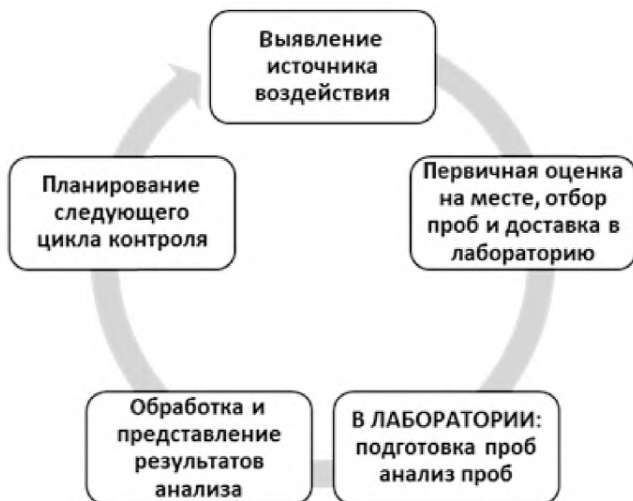 Выявление
источника
воздействия
Первичная оценка
на месте, отбор
проб и доставка в
лабораторию
В ЛАБОРАТОРИИ:
подготовка проб
анализ проб
Обработка и
представление
результатов
анализа
Планирование
следующего
цикла контроля